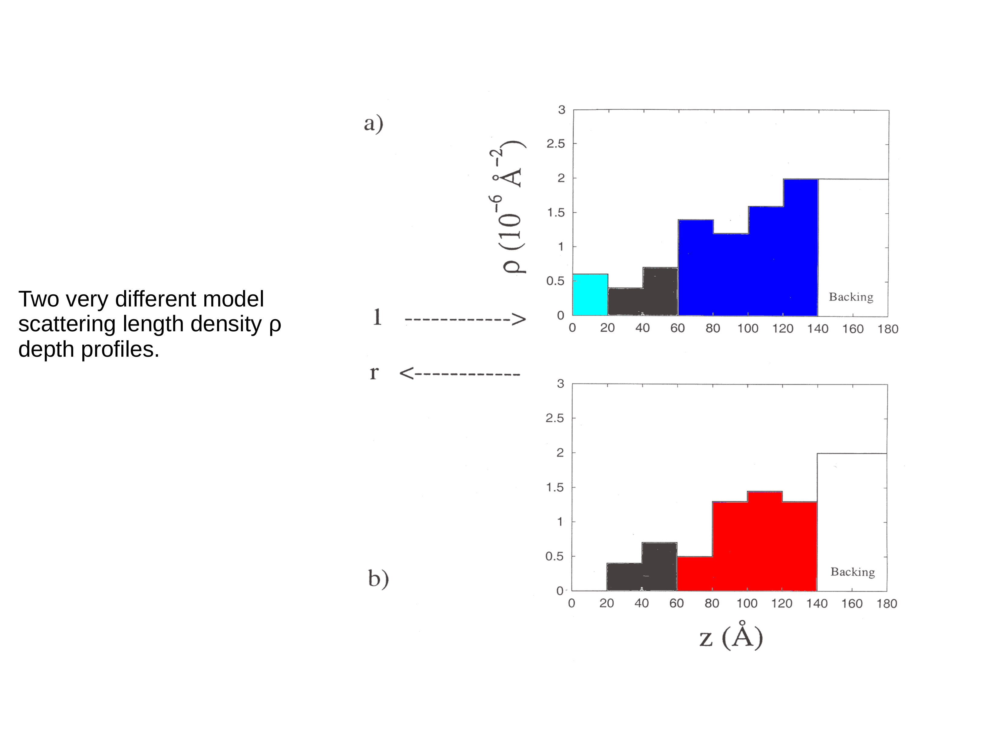 Two very different model
scattering length density ρ
depth profiles.
a)
ρ (10⁻⁶ Å⁻²)
3
2.5
2
1.5
1
0.5
0
Backing
0 20 40 60 80 100 120 140 160 180
1 ------------>
r <------------
3
2.5
2
1.5
1
0.5
0
Backing
b)
0 20 40 60 80 100 120 140 160 180
z (Å)